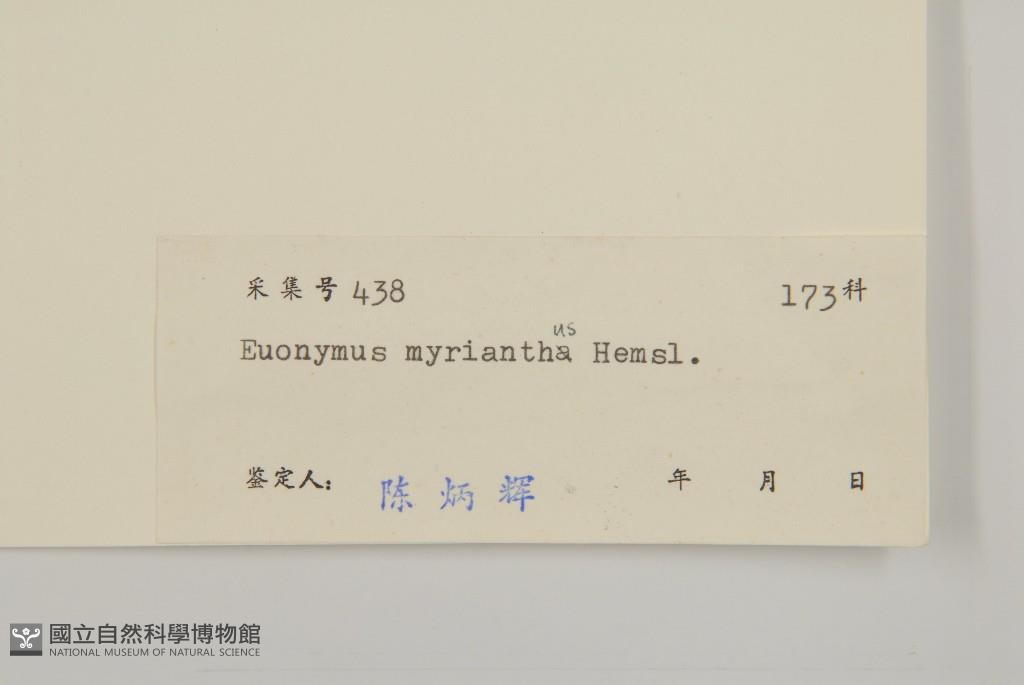 采集号 438 173科
us
Euonymus myriantha Hemsl.
鉴定人: 陈炳辉 年 月 日
國立自然科學博物館
NATIONAL MUSEUM OF NATURAL SCIENCE